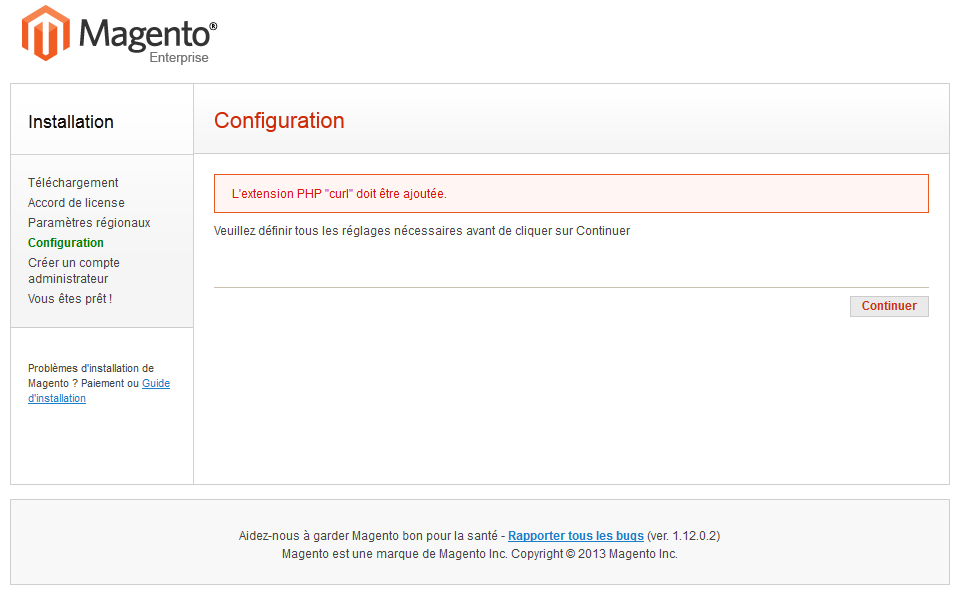 Magento®
Enterprise
Installation
Téléchargement
Accord de license
Paramètres régionaux
Configuration
Créer un compte
administrateur
Vous êtes prêt !
Problèmes d'installation de
Magento ? Paiement ou Guide
d'installation
Configuration
L'extension PHP "curl" doit être ajoutée.
Veuillez définir tous les réglages nécessaires avant de cliquer sur Continuer
Continuer
Aidez-nous à garder Magento bon pour la santé - Rapporter tous les bugs (ver. 1.12.0.2)
Magento est une marque de Magento Inc. Copyright © 2013 Magento Inc.